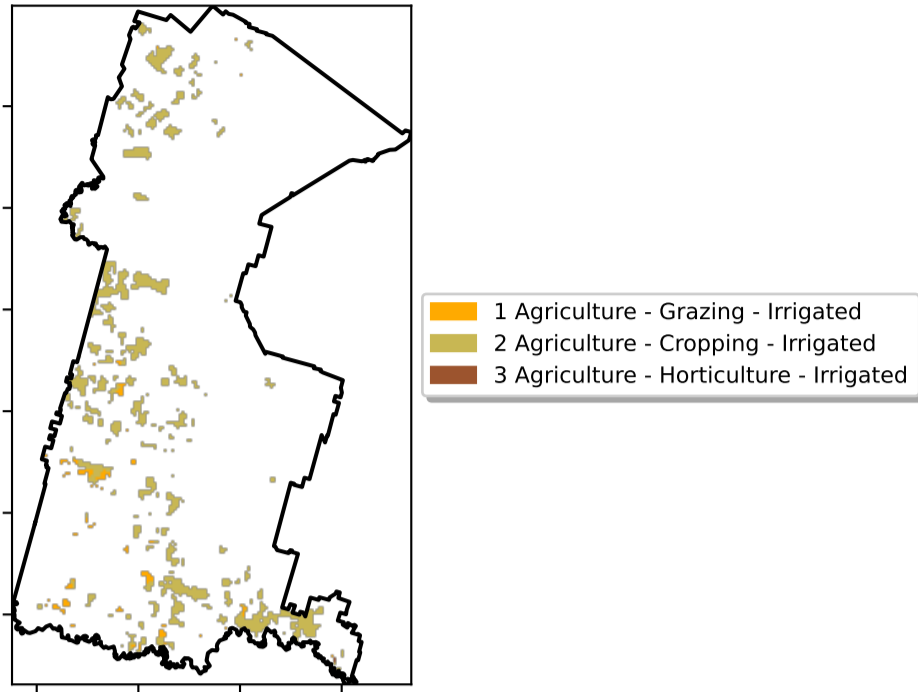 1 Agriculture - Grazing - Irrigated
2 Agriculture - Cropping - Irrigated
3 Agriculture - Horticulture - Irrigated